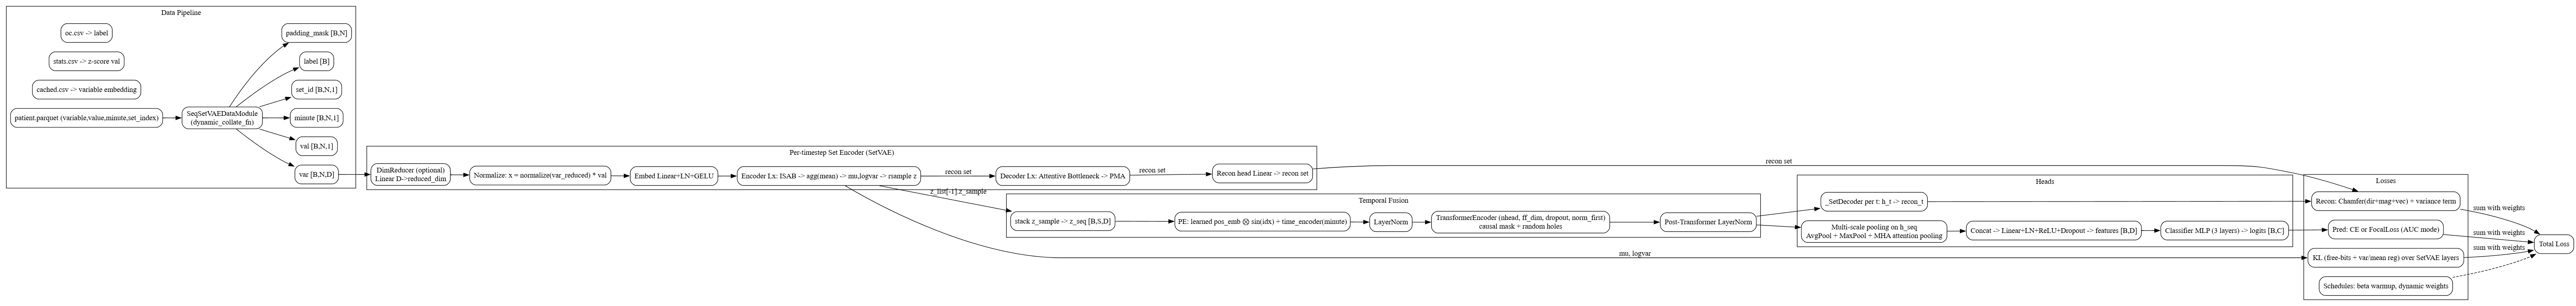 Data Pipeline
oc.csv -> label
stats.csv -> z-score val
cached.csv -> variable embedding
patient.parquet (variable,value,minute,set_index)
SeqSetVAEDataModule
(dynamic_collate_fn)
padding_mask [B,N]
label [B]
set_id [B,N,1]
minute [B,N,1]
val [B,N,1]
var [B,N,D]
Per-timestep Set Encoder (SetVAE)
DimReducer (optional)
Linear D->reduced_dim
Normalize: x = normalize(var_reduced) * val
Embed Linear+LN+GELU
Encoder Lx: ISAB -> agg(mean) -> mu,logvar -> rsample z
recon set
Decoder Lx: Attentive Bottleneck -> PMA
recon set
Recon head Linear -> recon set
recon set
z_list[-1].z_sample
mu, logvar
Temporal Fusion
stack z_sample -> z_seq [B,S,D]
PE: learned pos_emb ⊗ sin(idx) + time_encoder(minute)
LayerNorm
TransformerEncoder (nhead, ff_dim, dropout, norm_first)
causal mask + random holes
Post-Transformer LayerNorm
Heads
_SetDecoder per t: h_t -> recon_t
Multi-scale pooling on h_seq
AvgPool + MaxPool + MHA attention pooling
Concat -> Linear+LN+ReLU+Dropout -> features [B,D]
Classifier MLP (3 layers) -> logits [B,C]
Losses
Recon: Chamfer(dir+mag+vec) + variance term
Pred: CE or FocalLoss (AUC mode)
KL (free-bits + var/mean reg) over SetVAE layers
Schedules: beta warmup, dynamic weights
sum with weights
sum with weights
sum with weights
Total Loss